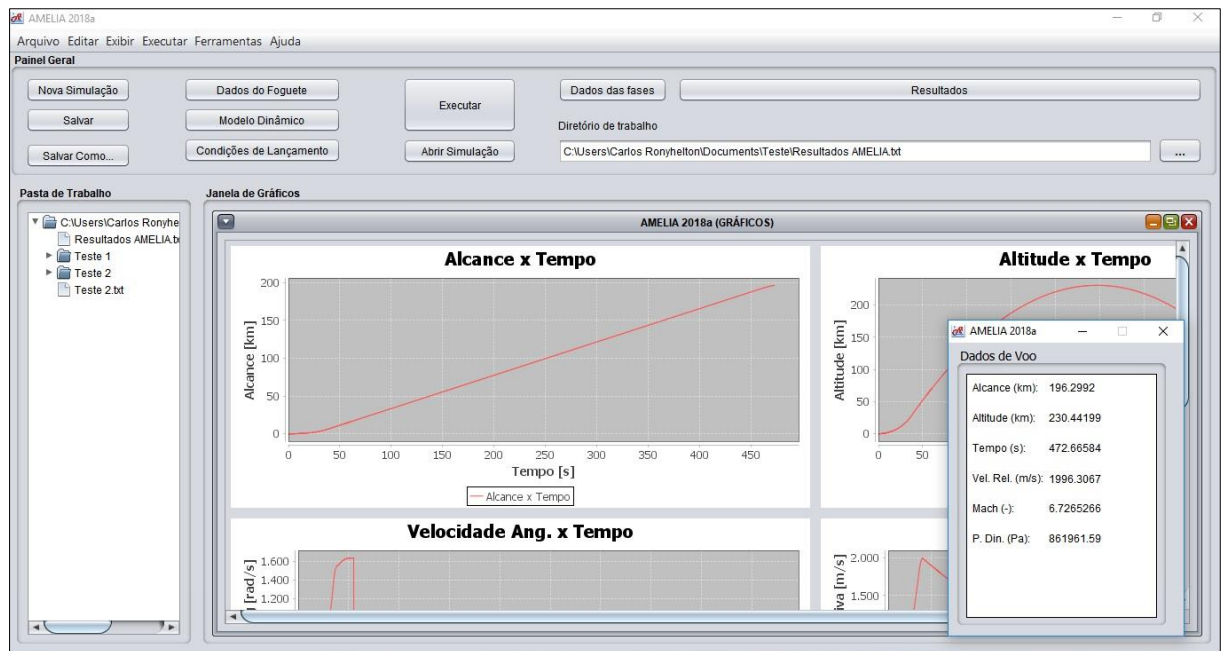 AMELIA 2018a
Arquivo Editar Exibir Executar Ferramentas Ajuda
Painel Geral
Nova Simulação
Dados do Foguete
Executar
Dados das fases
Resultados
Salvar
Modelo Dinâmico
Diretório de trabalho
Salvar Como...
Condições de Lançamento
Abrir Simulação
C:\Users\Carlos Ronyhelton\Documents\Teste\Resultados AMELIA.txt
...
Pasta de Trabalho
C:\Users\Carlos Ronyhe
Resultados AMELIA.tx
Teste 1
Teste 2
Teste 2.txt
Janela de Gráficos
AMELIA 2018a (GRÁFICOS)
Alcance x Tempo
Alcance [km]
200
150
100
50
0
0 50 100 150 200 250 300 350 400 450
Tempo [s]
Alcance x Tempo
Altitude x Tempo
Altitude [km]
200
150
100
50
0
0 50
Velocidade Ang. x Tempo
[rad/s]
1.600
1.400
1.200
iva [m/s]
2.000
1.500
AMELIA 2018a
Dados de Voo
Alcance (km): 196.2992
Altitude (km): 230.44199
Tempo (s): 472.66584
Vel. Rel. (m/s): 1996.3067
Mach (-): 6.7265266
P. Din. (Pa): 861961.59